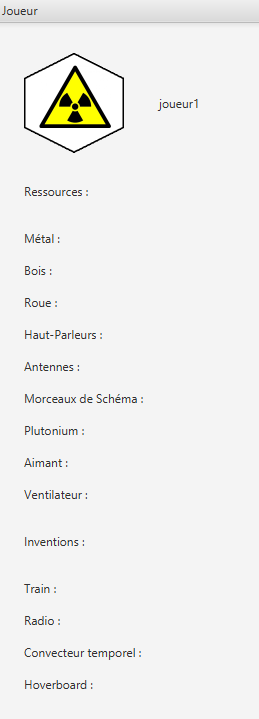 Joueur
joueur1
Ressources :
Métal :
Bois :
Roue :
Haut-Parleurs :
Antennes :
Morceaux de Schéma :
Plutonium :
Aimant :
Ventilateur :
Inventions :
Train :
Radio :
Convecteur temporel :
Hoverboard :